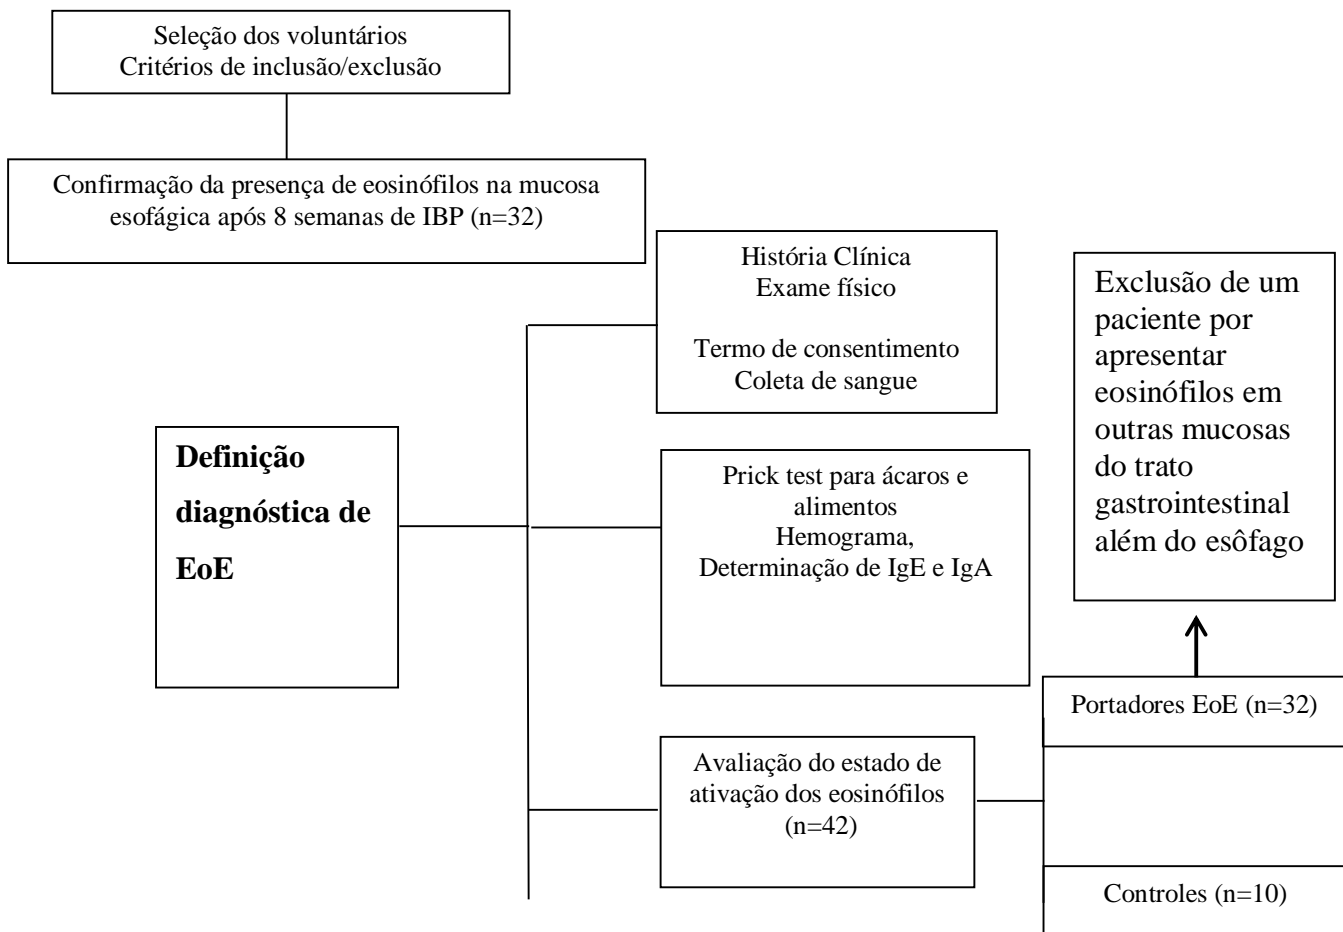 Seleção dos voluntários
Critérios de inclusão/exclusão
Confirmação da presença de eosinófilos na mucosa
esofágica após 8 semanas de IBP (n=32)
História Clínica
Exame físico
Termo de consentimento
Coleta de sangue
Exclusão de um
paciente por
apresentar
eosinófilos em
outras mucosas
do trato
gastrointestinal
além do esôfago
Definição
diagnóstica de
EoE
Prick test para ácaros e
alimentos
Hemograma,
Determinação de IgE e IgA
Portadores EoE (n=32)
Avaliação do estado de
ativação dos eosinófilos
(n=42)
Controles (n=10)